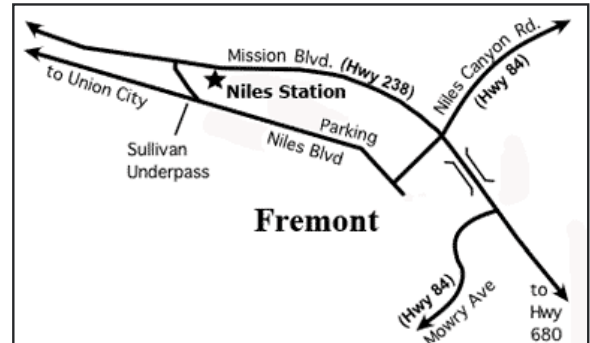 Mission Blvd. (Hwy 238)
Niles Canyon Rd.
(Hwy 84)
to Union City
Niles Station
Parking
Niles Blvd
Sullivan
Underpass
Fremont
(Hwy 84)
Mowry Ave
to
Hwy
680